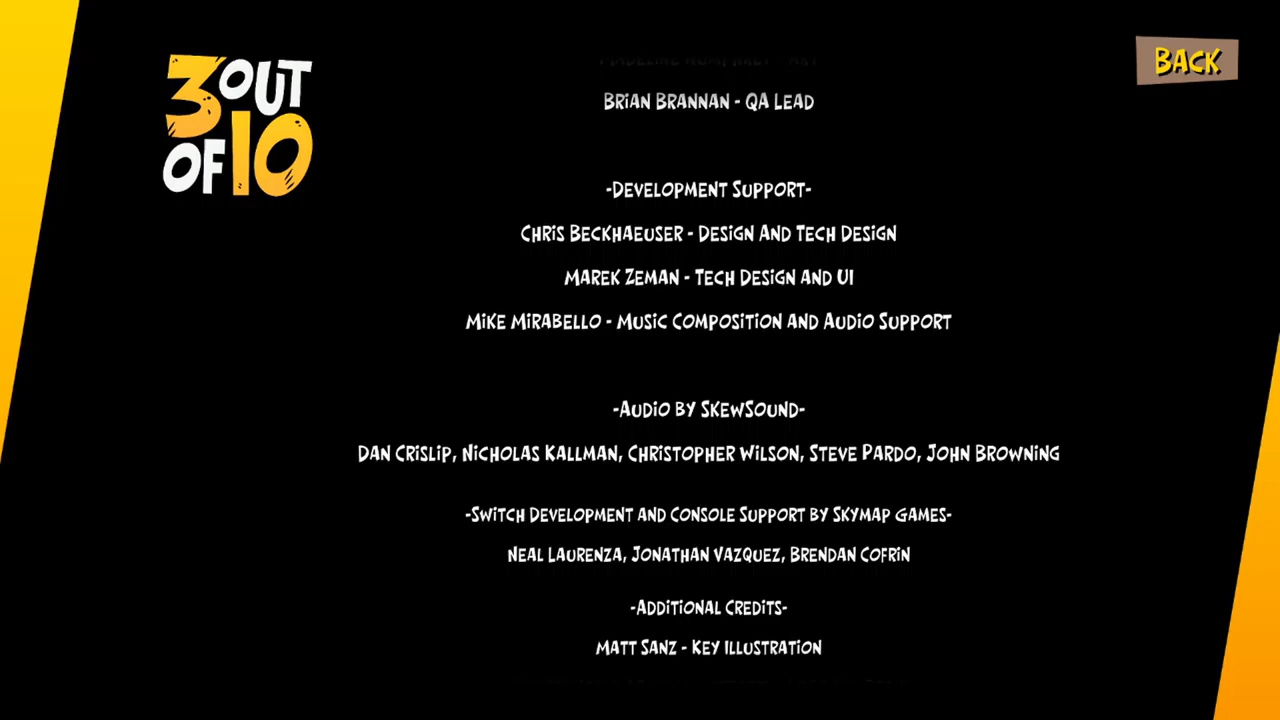 3 OUT
OF 10
BACK
BRIAN BRANNAN - QA LEAD
-DEVELOPMENT SUPPORT-
CHRIS BECKHAEUSER - DESIGN AND TECH DESIGN
MAREK ZEMAN - TECH DESIGN AND UI
MIKE MIRABELLO - MUSIC COMPOSITION AND AUDIO SUPPORT
-AUDIO BY SKEWSOUND-
DAN CRISLIP, NICHOLAS KALLMAN, CHRISTOPHER WILSON, STEVE PARDO, JOHN BROWNING
-SWITCH DEVELOPMENT AND CONSOLE SUPPORT BY SKYMAP GAMES-
NEAL LAURENZA, JONATHAN VAZQUEZ, BRENDAN COFRIN
-ADDITIONAL CREDITS-
MATT SANZ - KEY ILLUSTRATION